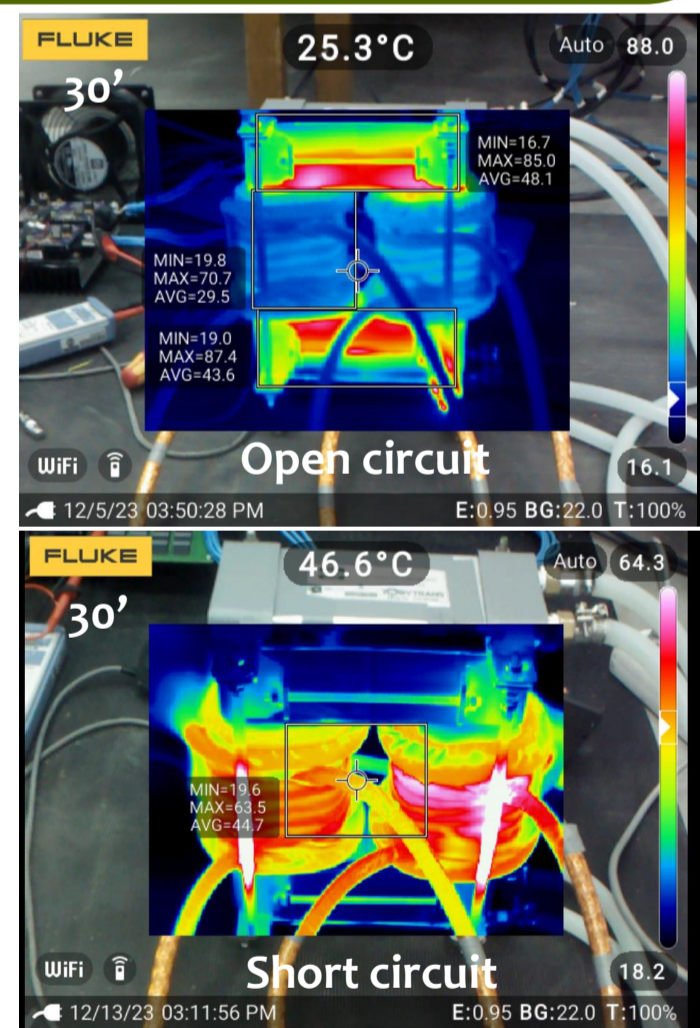 FLUKE
25.3°C
Auto 88.0
30’
MIN=16.7
MAX=85.0
AVG=48.1
MIN=19.8
MAX=70.7
AVG=29.5
MIN=19.0
MAX=87.4
AVG=43.6
WiFi
Open circuit
16.1
12/5/23 03:50:28 PM
E:0.95 BG:22.0 T:100%
FLUKE
46.6°C
Auto 64.3
30’
MIN=19.6
MAX=63.5
AVG=44.7
WiFi
Short circuit
18.2
12/13/23 03:11:56 PM
E:0.95 BG:22.0 T:100%